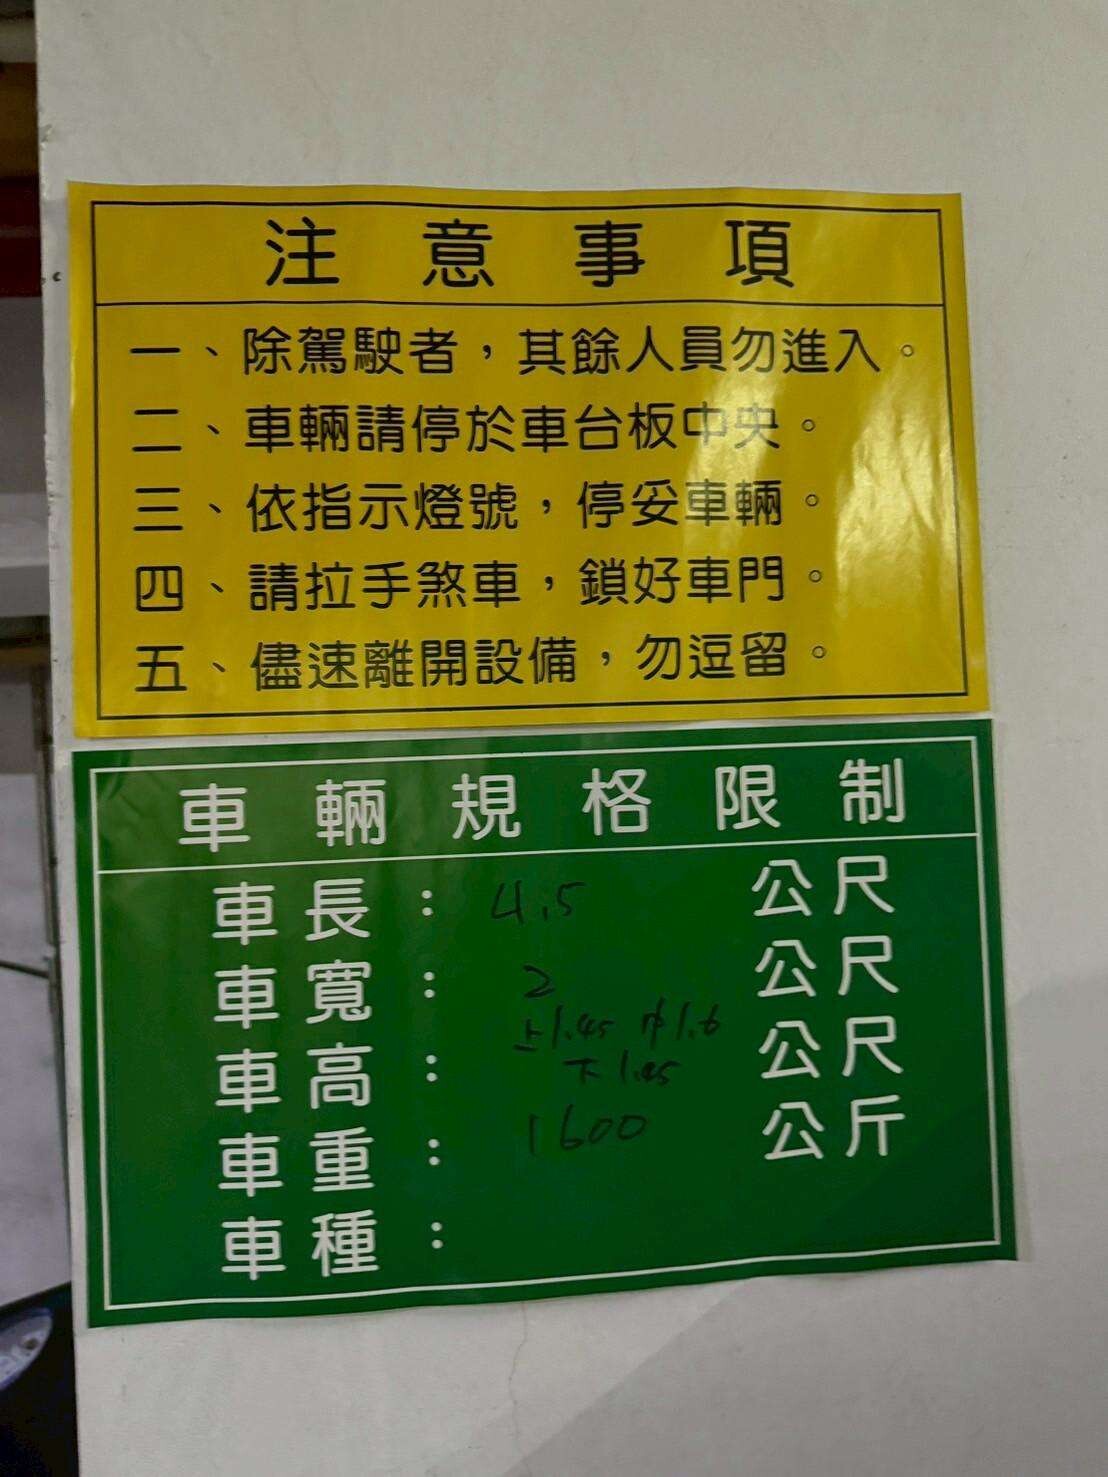 注意事項
一、除駕駛者，其餘人員勿進入。
二、車輛請停於車台板中央。
三、依指示燈號，停妥車輛。
四、請拉手煞車，鎖好車門。
五、儘速離開設備，勿逗留。
車輛規格限制
車長：4.5 公尺
車寬：2 公尺
車高：上1.45 中1.6 下1.45 公尺
車重：1600 公斤
車種：